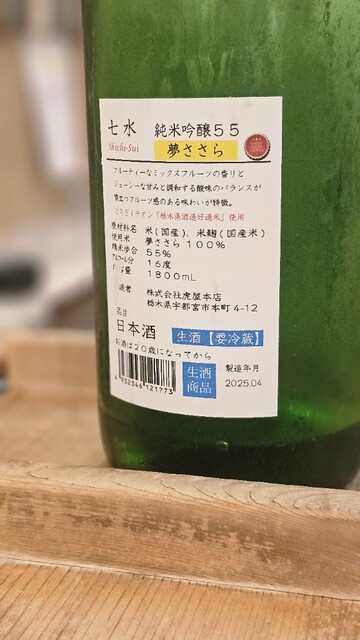 七水 純米吟醸55
Shichi-Sui 夢ささら
フルーティーなミックスフルーツの香りと
ジューシーな甘みと調和する酸味のバランスが
際立つフルーツ感のある味わいが特徴。
とちぎイチオシ「栃木県酒造好適米」使用
原材料名 米(国産)、米麹(国産米)
使用米 夢ささら 100%
精米歩合 55%
アルコール分 16度
容量 1800mL
製造者 株式会社虎屋本店
栃木県宇都宮市本町4-12
品目
日本酒 生酒【要冷蔵】
お酒は20歳になってから
生酒 製造年月
商品 2025.04